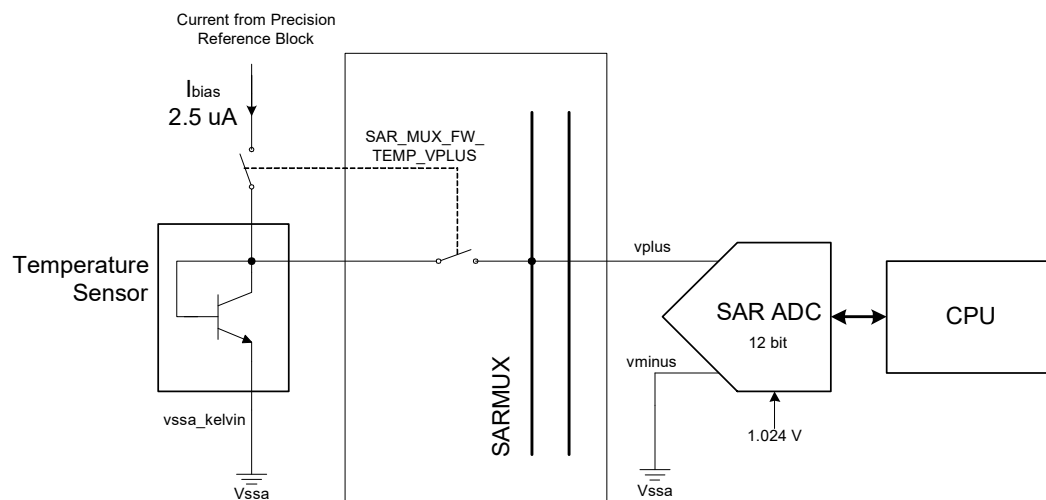 Current from Precision
Reference Block
Ibias
2.5 uA
SAR_MUX_FW_
TEMP_VPLUS
Temperature
Sensor
vplus
SAR ADC
12 bit
CPU
vminus
SARMUX
vssa_kelvin
1.024 V
Vssa
Vssa